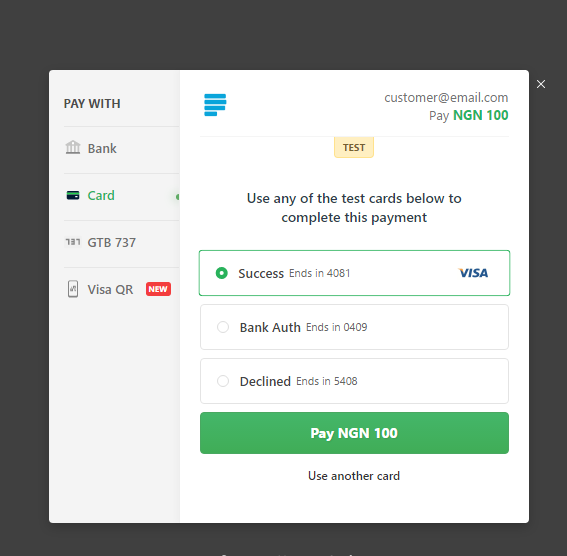 PAY WITH
Bank
Card
737 GTB 737
Visa QR NEW
customer@email.com
Pay NGN 100
TEST
Use any of the test cards below to
complete this payment
Success Ends in 4081 VISA
Bank Auth Ends in 0409
Declined Ends in 5408
Pay NGN 100
Use another card